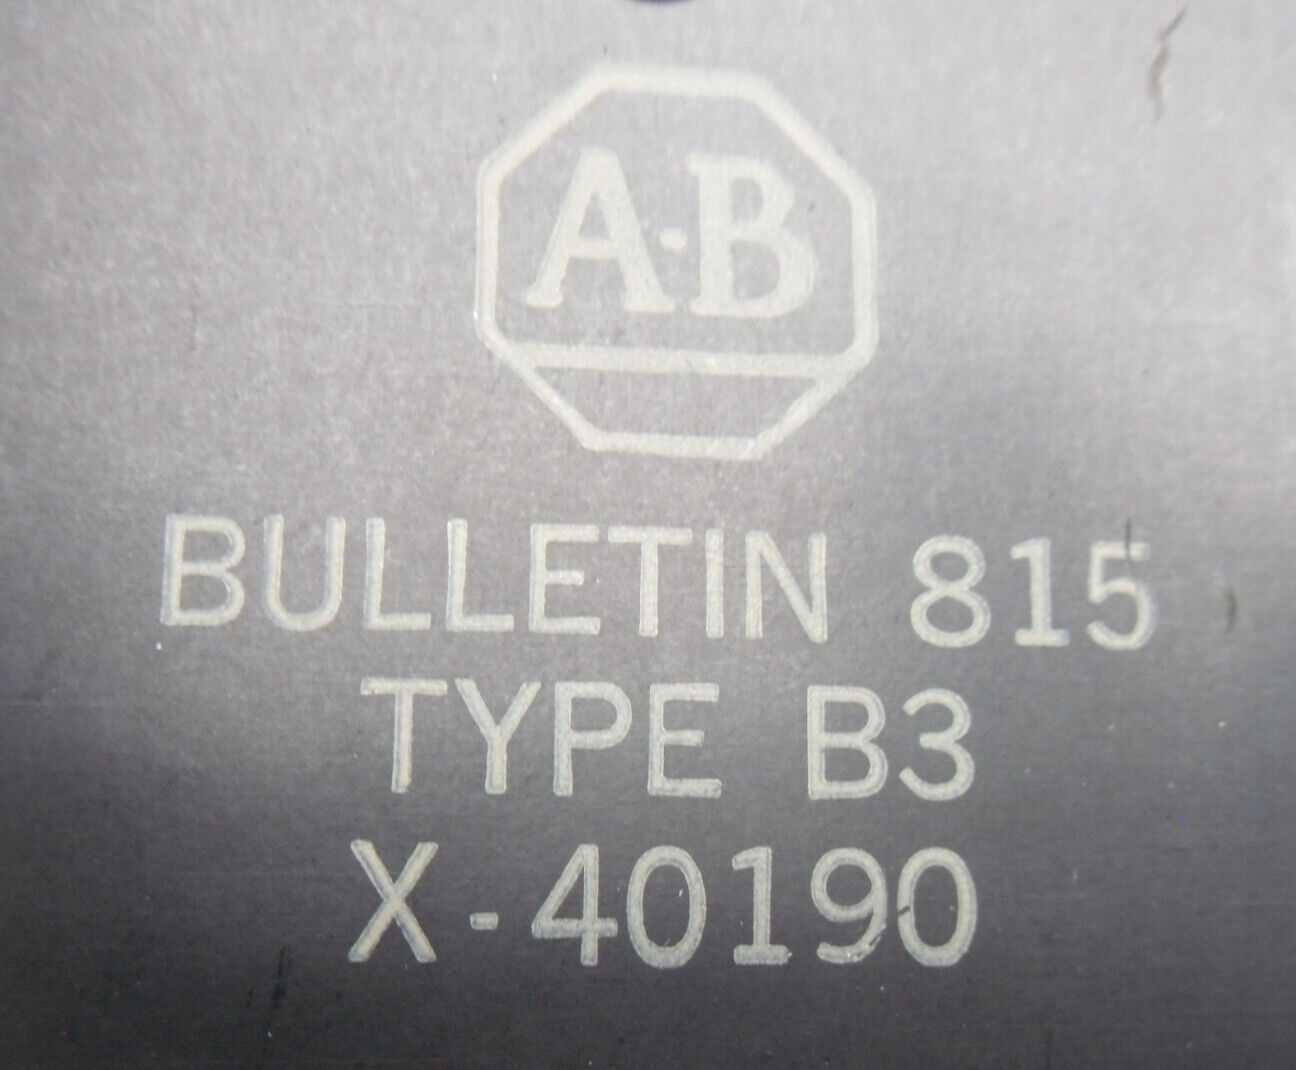 A·B
BULLETIN 815
TYPE B3
X-40190